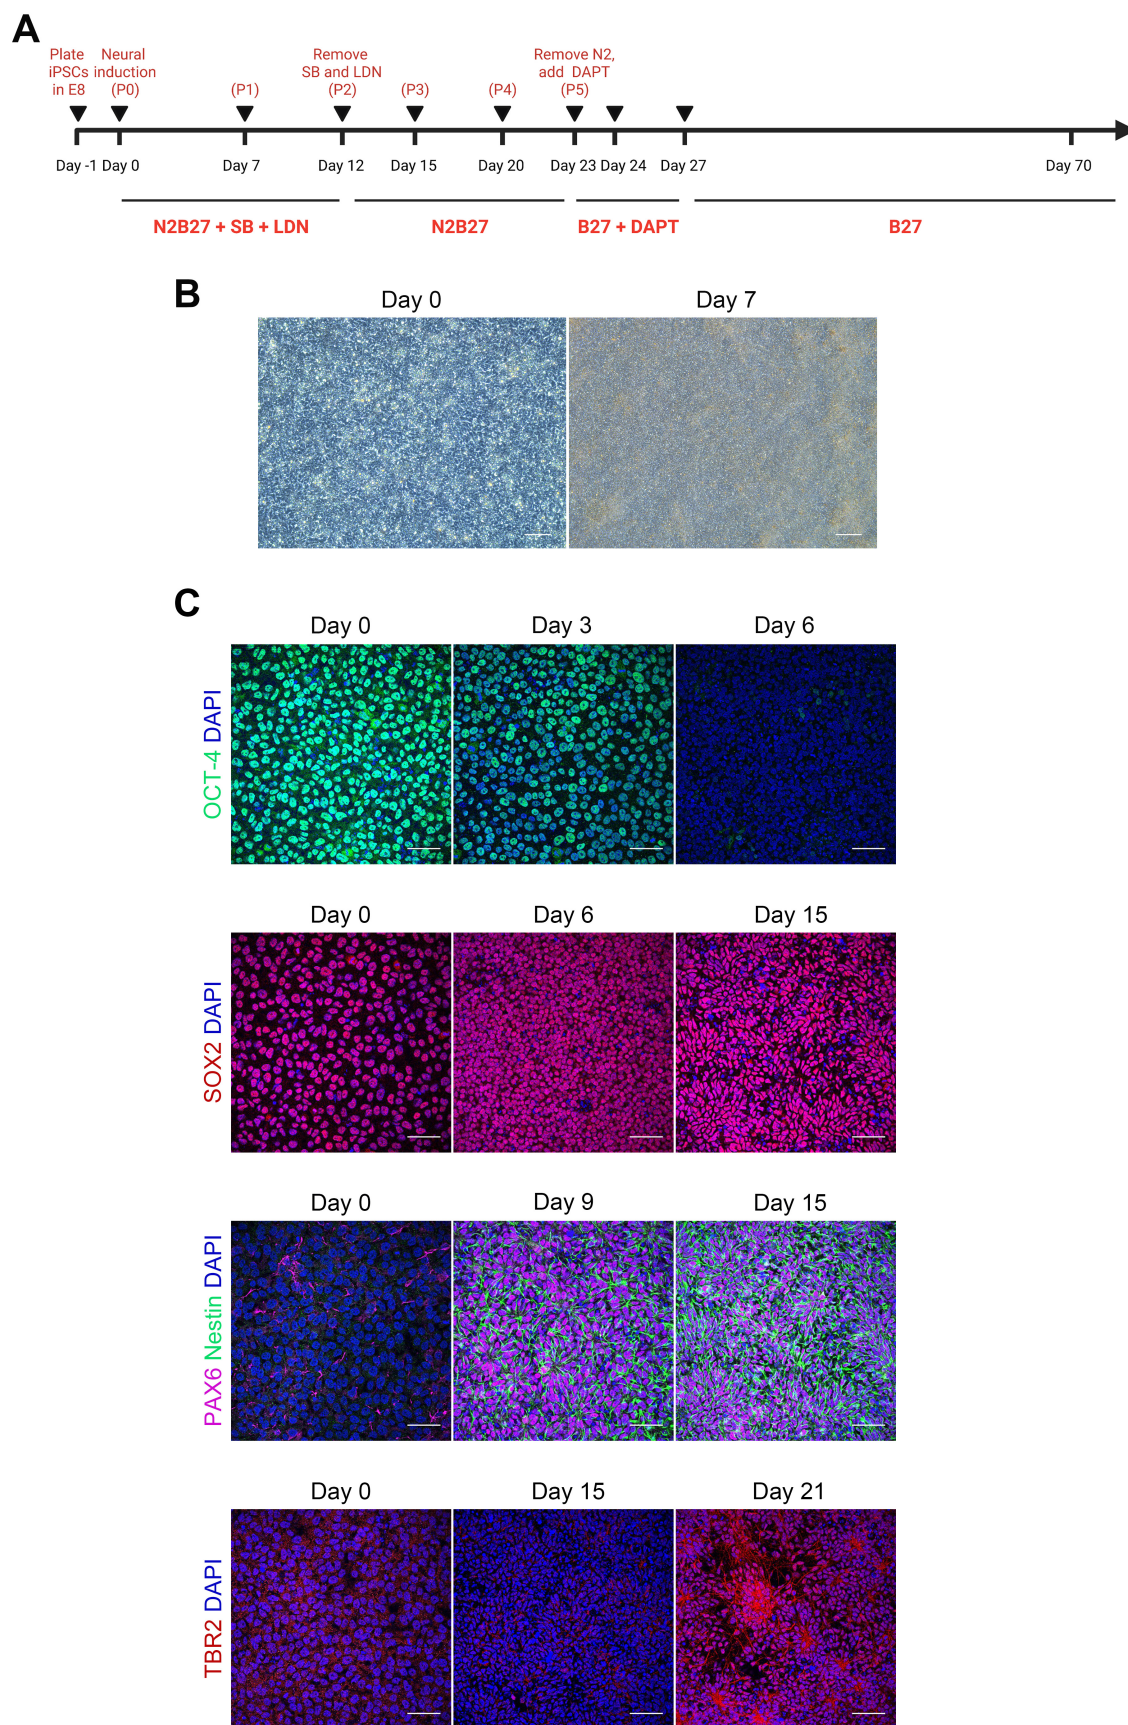 A
Plate
iPSCs
in E8
Neural
induction
(P0)
(P1)
Remove
SB and LDN
(P2)
(P3)
(P4)
Remove N2,
add DAPT
(P5)
Day -1 Day 0 Day 7 Day 12 Day 15 Day 20 Day 23 Day 24 Day 27 Day 70
N2B27 + SB + LDN N2B27 B27 + DAPT B27
B
Day 0 Day 7
C
Day 0 Day 3 Day 6
OCT-4 DAPI
Day 0 Day 6 Day 15
SOX2 DAPI
Day 0 Day 9 Day 15
PAX6 Nestin DAPI
Day 0 Day 15 Day 21
TBR2 DAPI